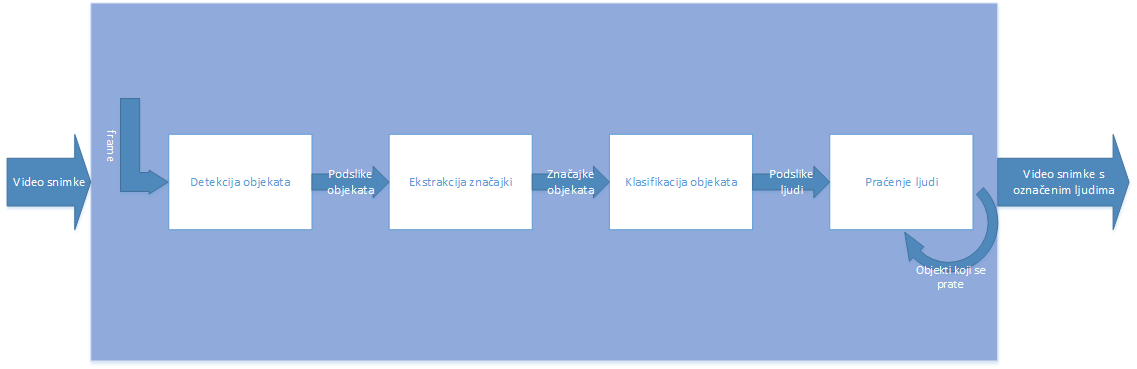 Video snimke
frame
Detekcija objekata
Podslike
objekata
Ekstrakcija značajki
Značajke
objekata
Klasifikacija objekata
Podslike
ljudi
Praćenje ljudi
Objekti koji se
prate
Video snimke s
označenim ljudima